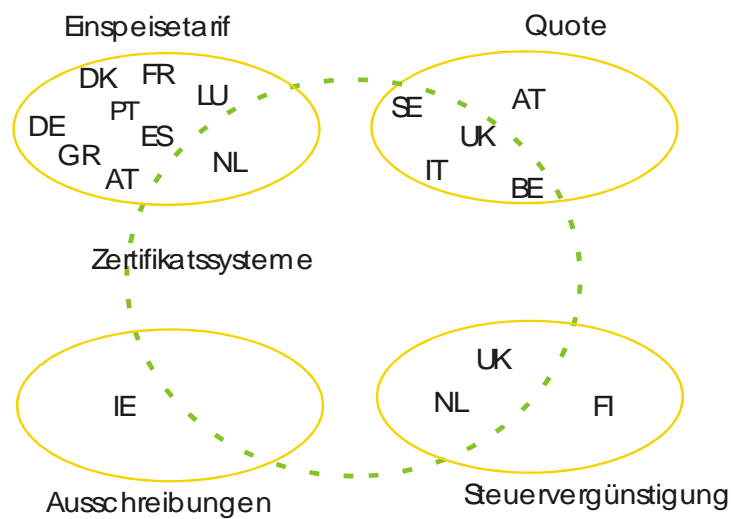 Einspeisetarif
Quote
DK FR LU
PT
DE ES
GR AT NL
SE AT
UK
IT BE
Zertifikatssysteme
IE
UK
NL FI
Ausschreibungen
Steuervergünstigung